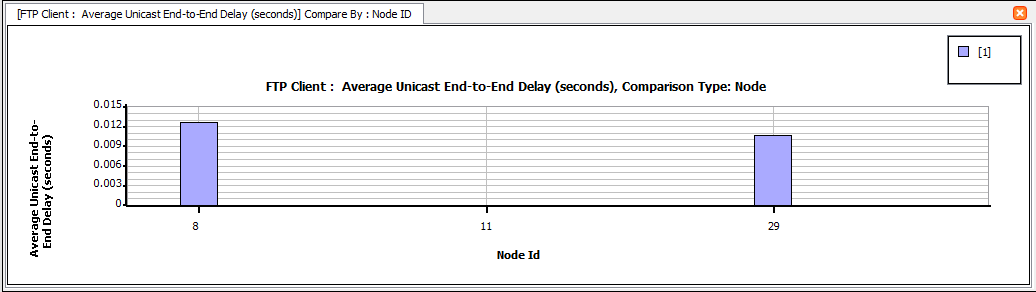 [FTP Client :  Average Unicast End-to-End Delay (seconds)] Compare By : Node ID
[1]
FTP Client :  Average Unicast End-to-End Delay (seconds), Comparison Type: Node
Average Unicast End-to-
End Delay (seconds)
0.015
0.012
0.009
0.006
0.003
0
8 11 29
Node Id